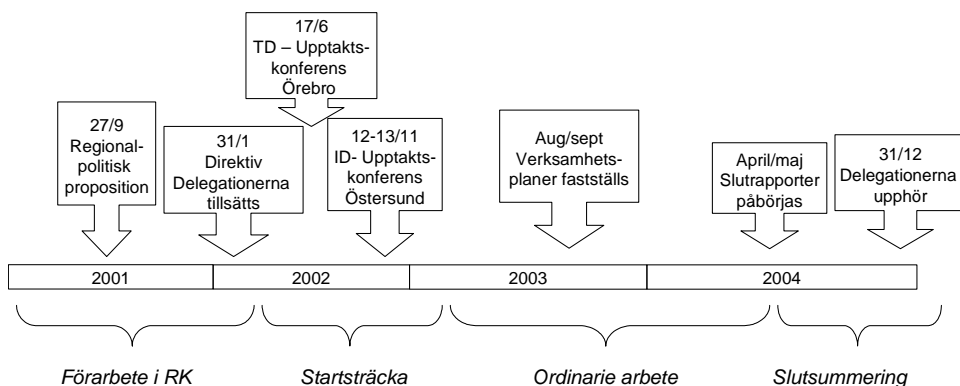 17/6
TD – Upptakts-
konferens
Örebro
27/9
Regional-
politisk
proposition
31/1
Direktiv
Delegationerna
tillsätts
12-13/11
ID- Upptakts-
konferens
Östersund
Aug/sept
Verksamhets-
planer fastställs
April/maj
Slutrapporter
påbörjas
31/12
Delegationerna
upphör
2001
2002
2003
2004
Förarbete i RK
Startsträcka
Ordinarie arbete
Slutsummering